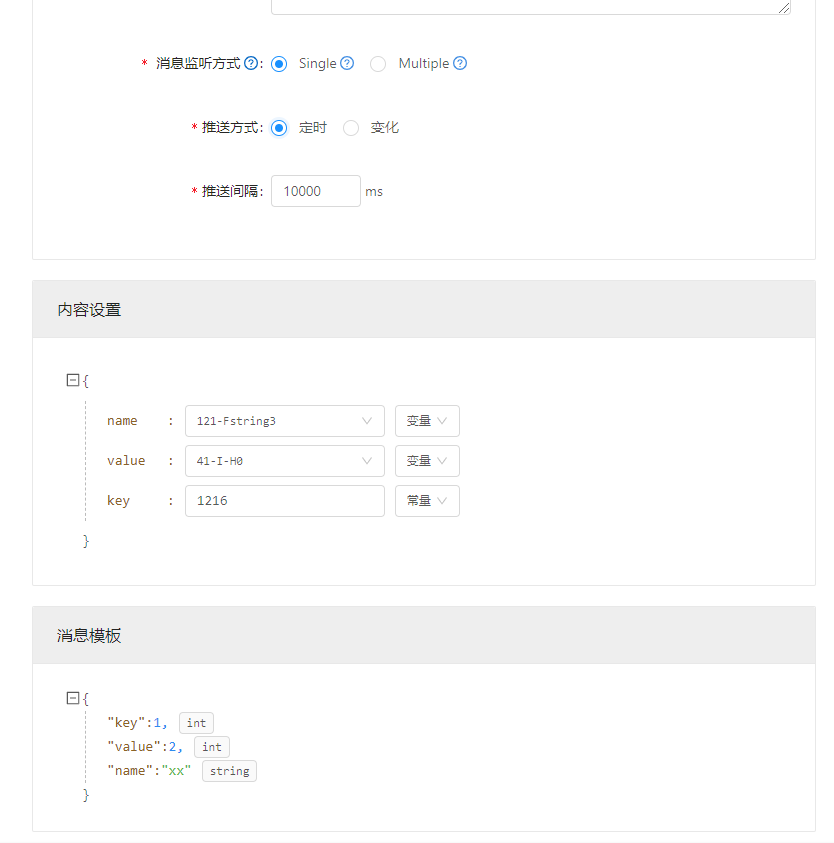 * 消息监听方式?: Single? Multiple?
* 推送方式: 定时 变化
* 推送间隔: 10000 ms
内容设置
{
name : 121-Fstring3 变量
value : 41-I-H0 变量
key : 1216 常量
}
消息模板
{
"key":1, int
"value":2, int
"name":"xx" string
}